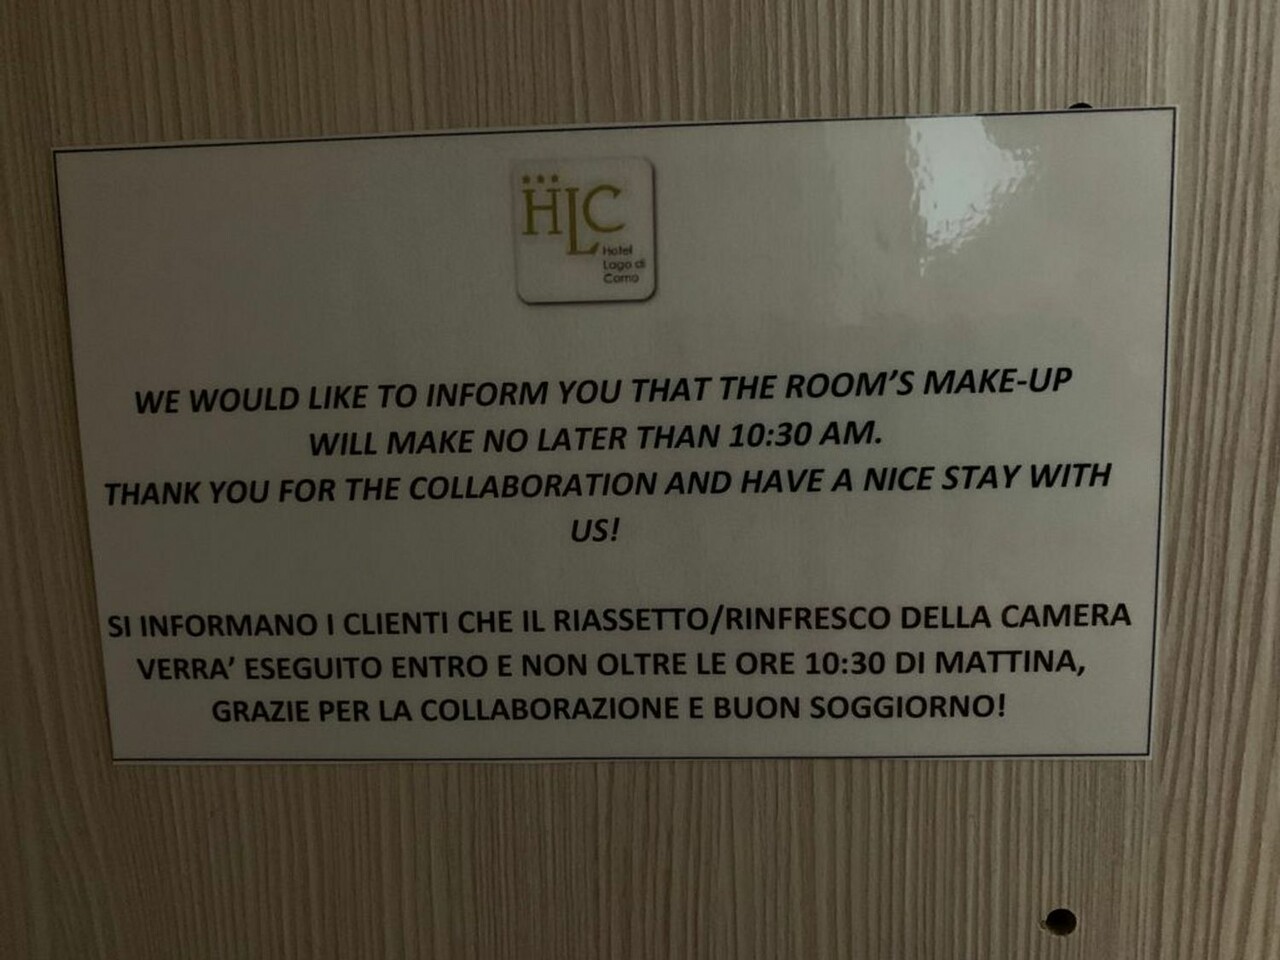 HLC
Hotel
Lago di
Como
WE WOULD LIKE TO INFORM YOU THAT THE ROOM'S MAKE-UP
WILL MAKE NO LATER THAN 10:30 AM.
THANK YOU FOR THE COLLABORATION AND HAVE A NICE STAY WITH
US!
SI INFORMANO I CLIENTI CHE IL RIASSETTO/RINFRESCO DELLA CAMERA
VERRA' ESEGUITO ENTRO E NON OLTRE LE ORE 10:30 DI MATTINA,
GRAZIE PER LA COLLABORAZIONE E BUON SOGGIORNO!